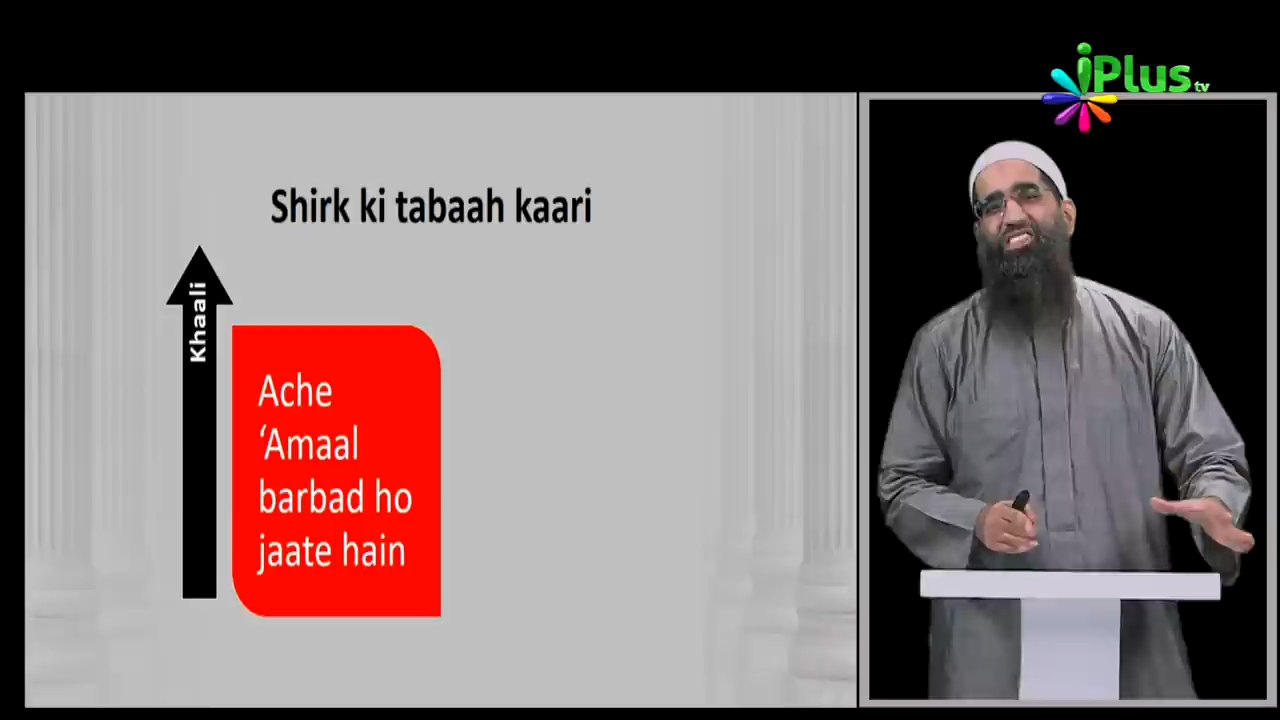 iPlus tv
Shirk ki tabaah kaari
Khaali
Ache
‘Amaal
barbad ho
jaate hain